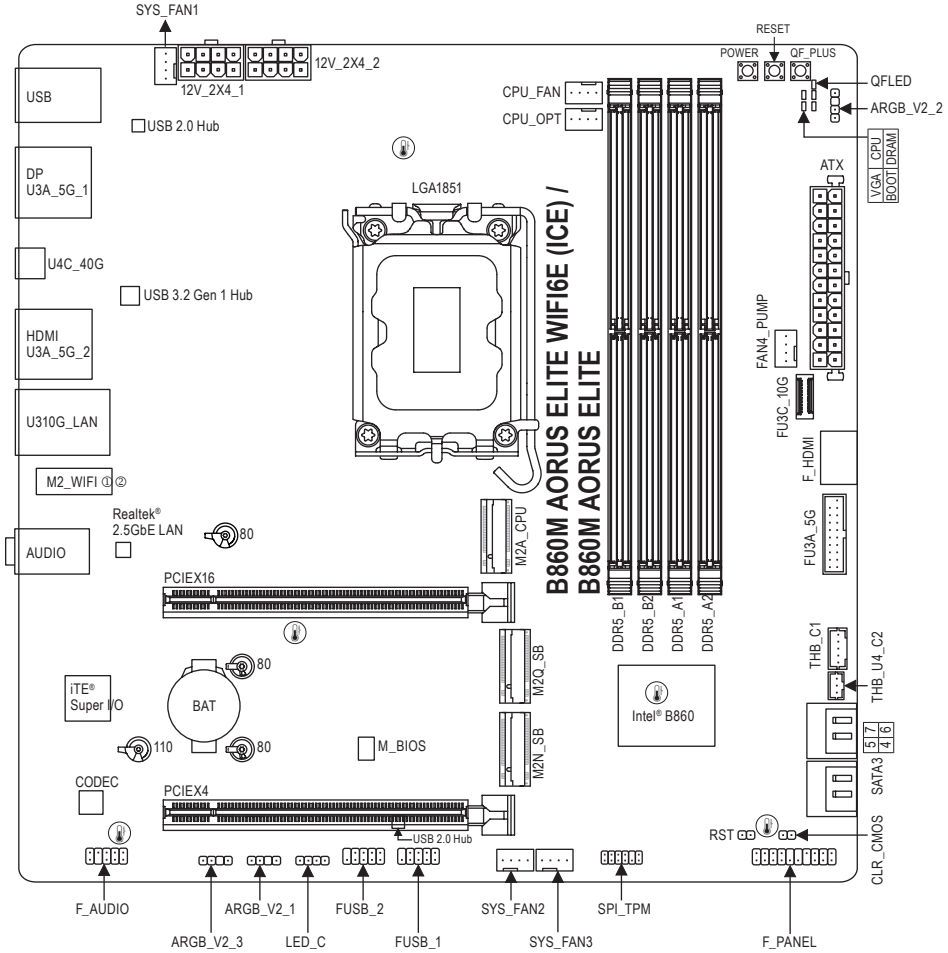 SYS_FAN1
RESET
POWER
QF_PLUS
12V_2X4_2
12V_2X4_1
QFLED
CPU_FAN
ARGB_V2_2
USB
CPU_OPT
USB 2.0 Hub
VGA CPU
BOOT DRAM
ATX
DP
U3A_5G_1
LGA1851
U4C_40G
USB 3.2 Gen 1 Hub
B860M AORUS ELITE WIFI6E (ICE) /
B860M AORUS ELITE
HDMI
U3A_5G_2
FAN4_PUMP
FU3C_10G
U310G_LAN
F_HDMI
M2_WIFI ① ②
Realtek®
2.5GbE LAN
80
M2A_CPU
FU3A_5G
AUDIO
PCIEX16
DDR5_B1
DDR5_B2
DDR5_A1
DDR5_A2
THB_C1
THB_U4_C2
80
M2Q_SB
iTE®
Super I/O
BAT
Intel® B860
110
80
M_BIOS
M2N_SB
5 7
4 6
SATA3
CODEC
PCIEX4
USB 2.0 Hub
RST
CLR_CMOS
F_AUDIO
ARGB_V2_1
FUSB_2
SYS_FAN2
SPI_TPM
ARGB_V2_3
LED_C
FUSB_1
SYS_FAN3
F_PANEL